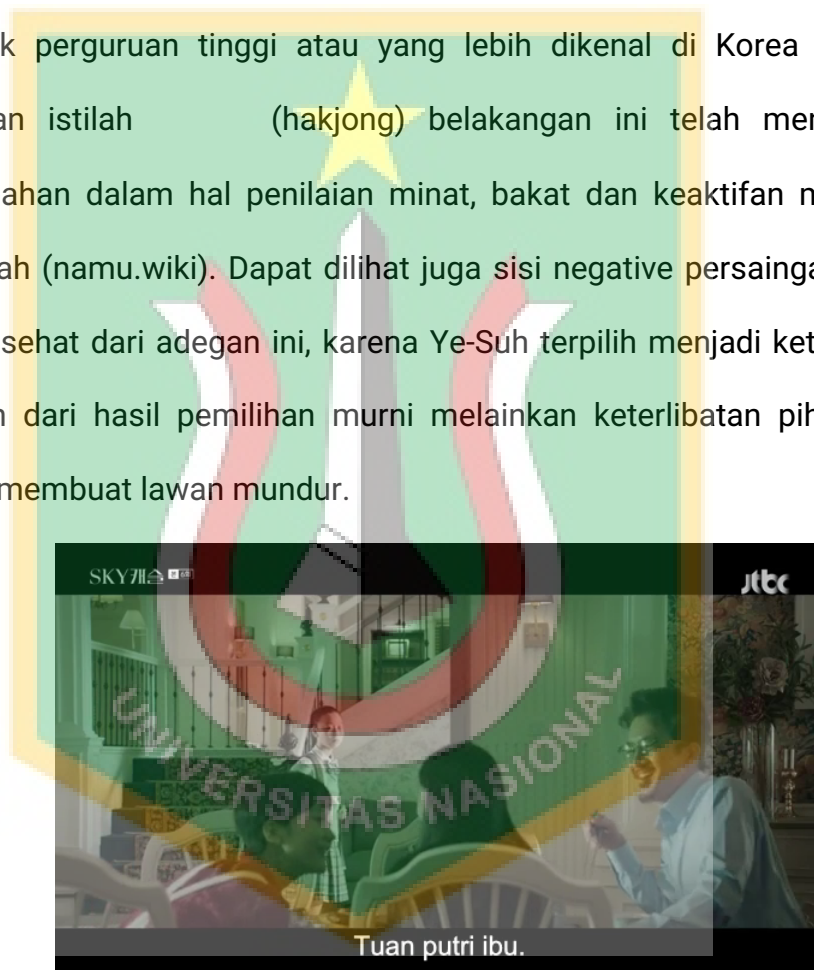 k perguruan tinggi atau yang lebih dikenal di Korea
an istilah (hakjong) belakangan ini telah mer
ahan dalam hal penilaian minat, bakat dan keaktifan n
ah (namu.wiki). Dapat dilihat juga sisi negative persainga
sehat dari adegan ini, karena Ye-Suh terpilih menjadi ket
n dari hasil pemilihan murni melainkan keterlibatan pih
membuat lawan mundur.
SKY캐슬
jtbc
UNIVERSITAS NASIONAL
Tuan putri ibu.